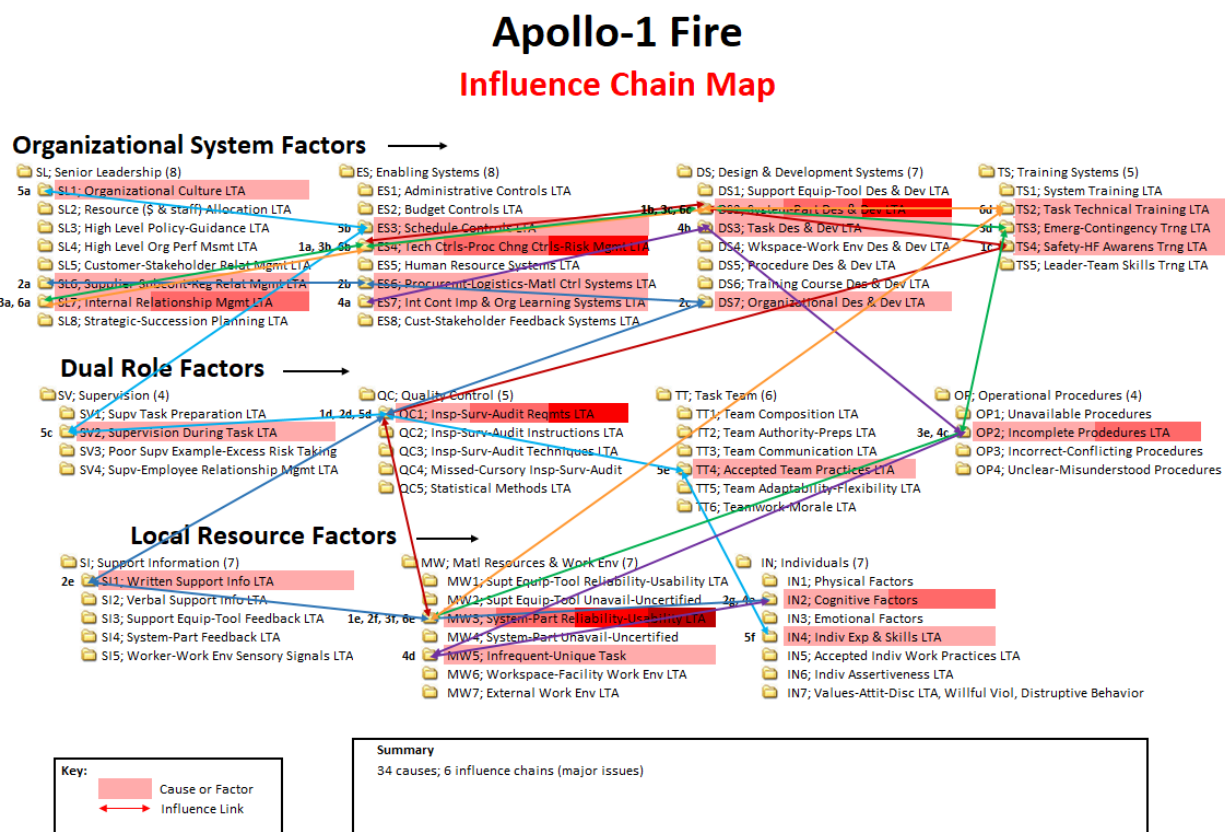 Apollo-1 Fire
Influence Chain Map
Organizational System Factors
SL; Senior Leadership (8)
5a SL1; Organizational Culture LTA
SL2; Resource ($ & staff) Allocation LTA
SL3; High Level Policy-Guidance LTA
SL4; High Level Org Perf Msmt LTA
SL5; Customer-Stakeholder Relat Mgmt LTA
2a SL6; Supplier-Subcont-Reg Relat Mgmt LTA
3a, 6a SL7; Internal Relationship Mgmt LTA
SL8; Strategic-Succession Planning LTA
ES; Enabling Systems (8)
ES1; Administrative Controls LTA
ES2; Budget Controls LTA
5b ES3; Schedule Controls LTA
1a, 3b, 6b ES4; Tech Ctrls-Proc Chng Ctrls-Risk Mgmt LTA
ES5; Human Resource Systems LTA
2b ES6; Procurent-Logistics-Matl Ctrl Systems LTA
4a ES7; Int Cont Imp & Org Learning Systems LTA
ES8; Cust-Stakeholder Feedback Systems LTA
DS; Design & Development Systems (7)
DS1; Support Equip-Tool Des & Dev LTA
1b, 3c, 6c DS2; System-Part Des & Dev LTA
4b DS3; Task Des & Dev LTA
DS4; Wkspace-Work Env Des & Dev LTA
DS5; Procedure Des & Dev LTA
DS6; Training Course Des & Dev LTA
2c DS7; Organizational Des & Dev LTA
TS; Training Systems (5)
TS1; System Training LTA
6d TS2; Task Technical Training LTA
3d TS3; Emerg-Contingency Trng LTA
1c TS4; Safety-HF Awarens Trng LTA
TS5; Leader-Team Skills Trng LTA
Dual Role Factors
SV; Supervision (4)
SV1; Supv Task Preparation LTA
5c SV2; Supervision During Task LTA
SV3; Poor Supv Example-Excess Risk Taking
SV4; Supv-Employee Relationship Mgmt LTA
QC; Quality Control (5)
1d, 2d, 5d QC1; Insp-Surv-Audit Reqmts LTA
QC2; Insp-Surv-Audit Instructions LTA
QC3; Insp-Surv-Audit Techniques LTA
QC4; Missed-Cursory Insp-Surv-Audit
QC5; Statistical Methods LTA
TT; Task Team (6)
TT1; Team Composition LTA
TT2; Team Authority-Preps LTA
TT3; Team Communication LTA
5e TT4; Accepted Team Practices LTA
TT5; Team Adaptability-Flexibility LTA
TT6; Teamwork-Morale LTA
OP; Operational Procedures (4)
OP1; Unavailable Procedures
3e, 4c OP2; Incomplete Prodedures LTA
OP3; Incorrect-Conflicting Procedures
OP4; Unclear-Misunderstood Procedures
Local Resource Factors
SI; Support Information (7)
2e SI1; Written Support Info LTA
SI2; Verbal Support Info LTA
SI3; Support Equip-Tool Feedback LTA
SI4; System-Part Feedback LTA
SI5; Worker-Work Env Sensory Signals LTA
MW; Matl Resources & Work Env (7)
MW1; Supt Equip-Tool Reliability-Usability LTA
MW2; Supt Equip-Tool Unavail-Uncertified
1e, 2f, 3f, 6e MW3; System-Part Reliability-Usability LTA
MW4; System-Part Unavail-Uncertified
4d MW5; Infrequent-Unique Task
MW6; Workspace-Facility Work Env LTA
MW7; External Work Env LTA
IN; Individuals (7)
IN1; Physical Factors
2g, 4e IN2; Cognitive Factors
IN3; Emotional Factors
5f IN4; Indiv Exp & Skills LTA
IN5; Accepted Indiv Work Practices LTA
IN6; Indiv Assertiveness LTA
IN7; Values-Attit-Disc LTA, Willful Viol, Distruptive Behavior
Key:
Cause or Factor
Influence Link
Summary
34 causes; 6 influence chains (major issues)